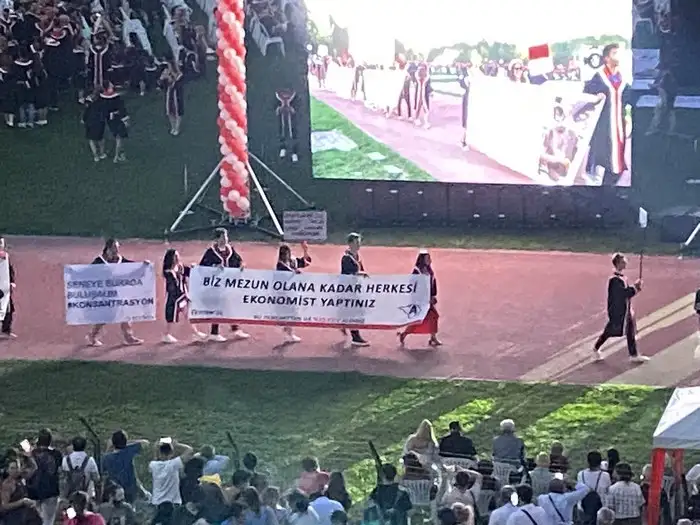 SENEYE BURADA
BULUŞALIM
#KONSANTRASYON
BİZ MEZUN OLANA KADAR HERKESİ
EKONOMİST YAPTINIZ